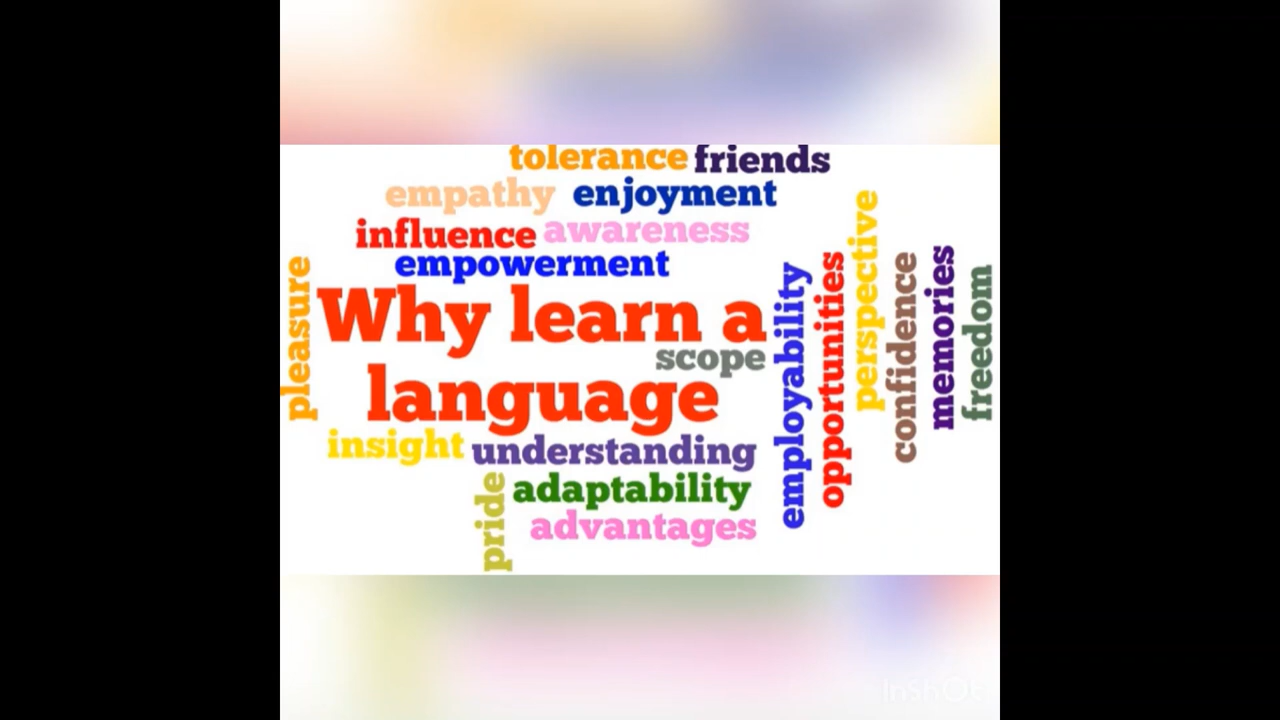 tolerance friends
empathy enjoyment
influence awareness
empowerment
pleasure
Why learn a
scope
language
insight understanding
pride
adaptability
advantages
employability
opportunities
perspective
confidence
memories
freedom